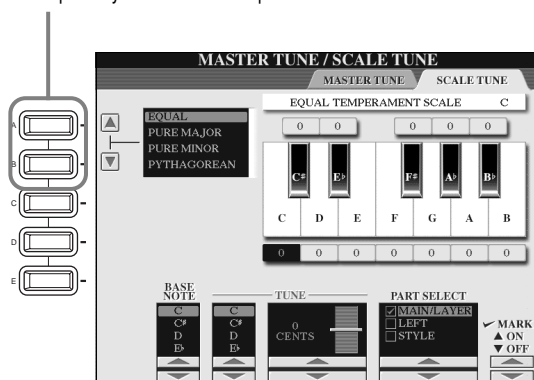 MASTER TUNE / SCALE TUNE
MASTER TUNE SCALE TUNE
EQUAL TEMPERAMENT SCALE C
EQUAL
PURE MAJOR
PURE MINOR
PYTHAGOREAN
0 0 0 0 0
C# E♭ F# A♭ B♭
C D E F G A B
0 0 0 0 0 0 0
A
B
C
D
E
BASE NOTE
C
C#
D
E♭
TUNE
C
C#
D
E♭
0
CENTS
PART SELECT
✓ MAIN/LAYER
LEFT
STYLE
✓ MARK
▲ ON
▼ OFF